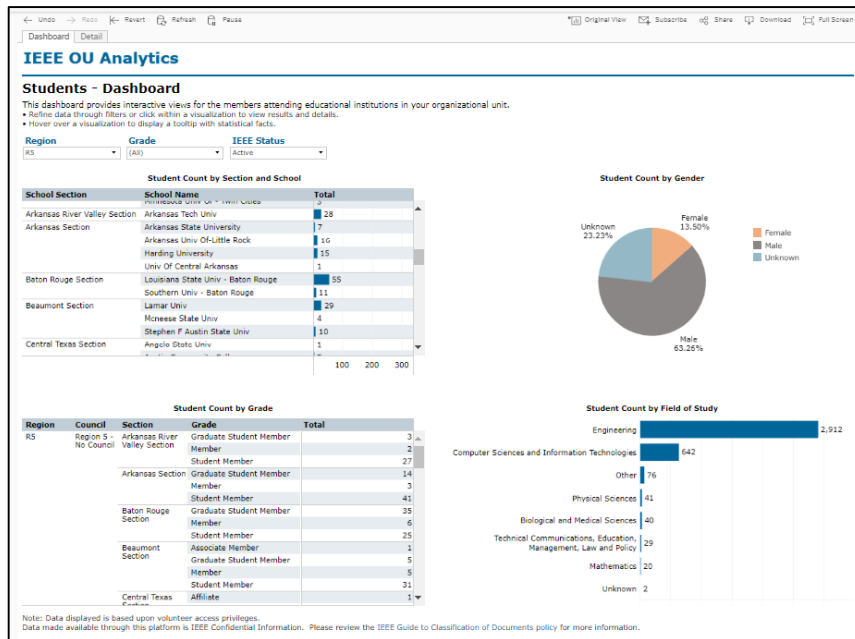 Undo Redo Revert Refresh Pause Original View Subscribe Share Download Full Screen
Dashboard Detail
IEEE OU Analytics
Students - Dashboard
This dashboard provides interactive views for the members attending educational institutions in your organizational unit.
• Refine data through filters or click within a visualization to view results and details.
• Hover over a visualization to display a tooltip with statistical facts.
Region Grade IEEE Status
R5 (All) Active
Student Count by Section and School
School Section School Name Total
Minnesota Univ Of - Twin Cities 3
Arkansas River Valley Section Arkansas Tech Univ 28
Arkansas Section Arkansas State University 7
Arkansas Univ Of-Little Rock 16
Harding University 15
Univ Of Central Arkansas 1
Baton Rouge Section Louisiana State Univ - Baton Rouge 55
Southern Univ - Baton Rouge 11
Beaumont Section Lamar Univ 29
Mcneese State Univ 4
Stephen F Austin State Univ 10
Central Texas Section Angelo State Univ 1
100 200 300
Student Count by Gender
Female
13.50%
Unknown
23.23%
Male
63.26%
Female
Male
Unknown
Student Count by Grade
Region Council Section Grade Total
R5 Region 5 - Arkansas River Graduate Student Member 3
No Council Valley Section Member 2
Student Member 27
Arkansas Section Graduate Student Member 14
Member 3
Student Member 41
Baton Rouge Graduate Student Member 35
Section Member 6
Student Member 25
Beaumont Associate Member 1
Section Graduate Student Member 5
Member 5
Student Member 31
Central Texas Affiliate 1
Student Count by Field of Study
Engineering 2,912
Computer Sciences and Information Technologies 642
Other 76
Physical Sciences 41
Biological and Medical Sciences 40
Technical Communications, Education,
Management, Law and Policy 29
Mathematics 20
Unknown 2
Note: Data displayed is based upon volunteer access privileges.
Data made available through this platform is IEEE Confidential Information. Please review the IEEE Guide to Classification of Documents policy for more information.